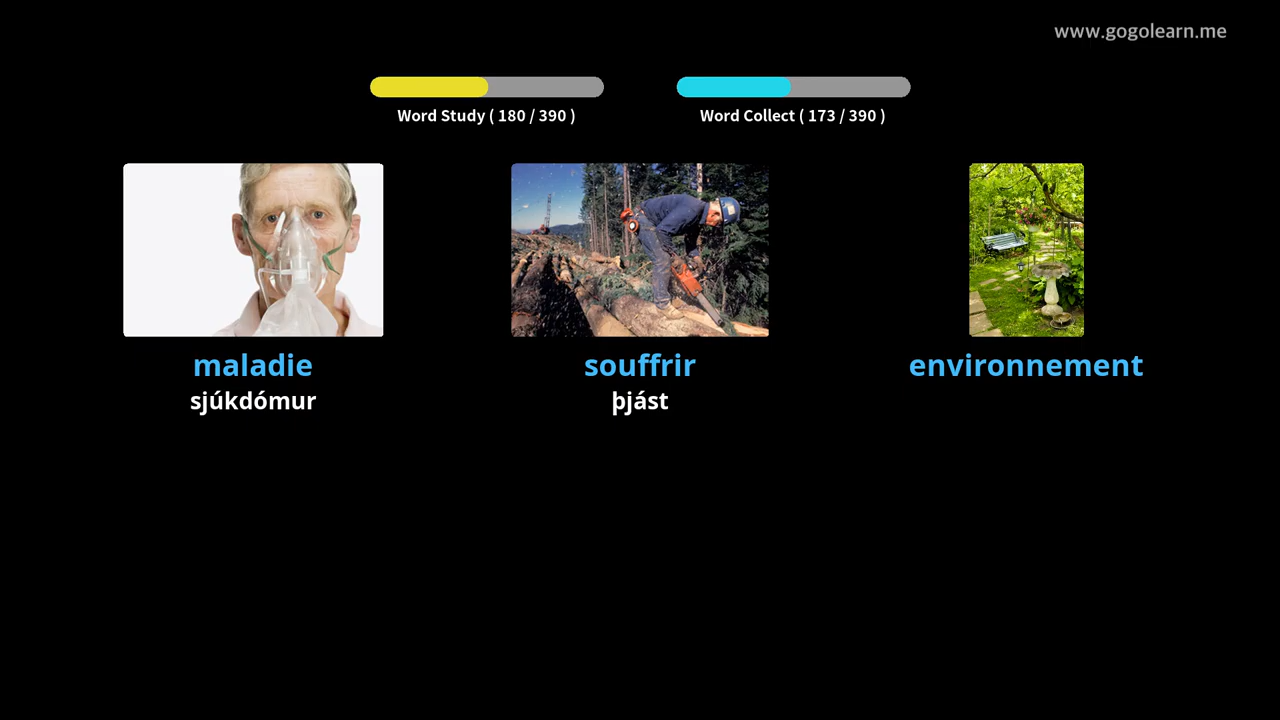 www.gogolearn.me
Word Study ( 180 / 390 )
Word Collect ( 173 / 390 )
maladie
sjúkdómur
souffrir
þjást
environnement